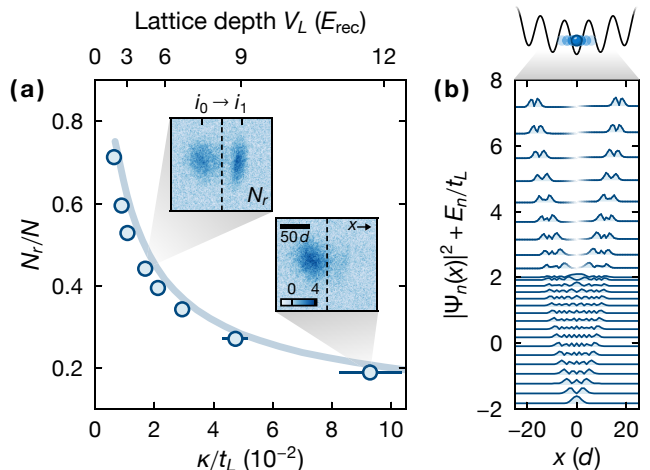 Lattice depth V_L (E_rec)
0 3 6 9 12
(a)
i₀ → i₁
N_r
50 d
x→
0 4
N_r/N
0.8
0.6
0.4
0.2
0 2 4 6 8 10
κ/t_L (10⁻²)
(b)
|Ψ_n(x)|² + E_n/t_L
8
6
4
2
0
−2
−20 0 20
x (d)